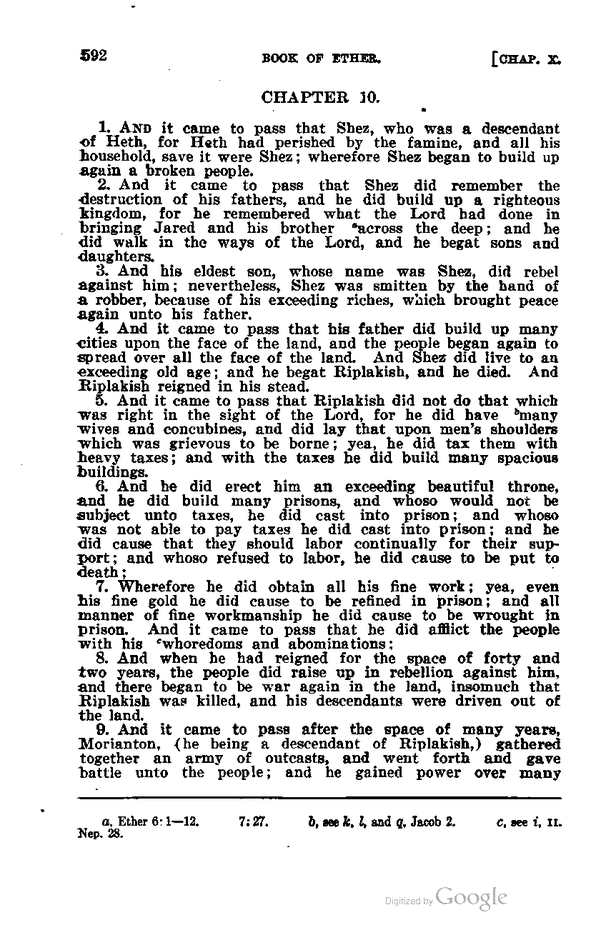 592 BOOK OF ETHER. [CHAP. X.
CHAPTER 10.
1. AND it came to pass that Shez, who was a descendant
of Heth, for Heth had perished by the famine, and all his
household, save it were Shez; wherefore Shez began to build up
again a broken people.
2. And it came to pass that Shez did remember the
destruction of his fathers, and he did build up a righteous
kingdom, for he remembered what the Lord had done in
bringing Jared and his brother ᵃacross the deep; and he
did walk in the ways of the Lord, and he begat sons and
daughters.
3. And his eldest son, whose name was Shez, did rebel
against him; nevertheless, Shez was smitten by the hand of
a robber, because of his exceeding riches, which brought peace
again unto his father.
4. And it came to pass that his father did build up many
cities upon the face of the land, and the people began again to
spread over all the face of the land. And Shez did live to an
exceeding old age; and he begat Riplakish, and he died. And
Riplakish reigned in his stead.
5. And it came to pass that Riplakish did not do that which
was right in the sight of the Lord, for he did have ᵇmany
wives and concubines, and did lay that upon men's shoulders
which was grievous to be borne; yea, he did tax them with
heavy taxes; and with the taxes he did build many spacious
buildings.
6. And he did erect him an exceeding beautiful throne,
and he did build many prisons, and whoso would not be
subject unto taxes, he did cast into prison; and whoso
was not able to pay taxes he did cast into prison; and he
did cause that they should labor continually for their sup-
port; and whoso refused to labor, he did cause to be put to
death;
7. Wherefore he did obtain all his fine work; yea, even
his fine gold he did cause to be refined in prison; and all
manner of fine workmanship he did cause to be wrought in
prison. And it came to pass that he did afflict the people
with his ᶜwhoredoms and abominations;
8. And when he had reigned for the space of forty and
two years, the people did raise up in rebellion against him,
and there began to be war again in the land, insomuch that
Riplakish was killed, and his descendants were driven out of
the land.
9. And it came to pass after the space of many years,
Morianton, (he being a descendant of Riplakish,) gathered
together an army of outcasts, and went forth and gave
battle unto the people; and he gained power over many
a, Ether 6: 1—12. 7: 27. b, see k, l, and q, Jacob 2. c, see i, II.
Nep. 28.
Digitized by Google